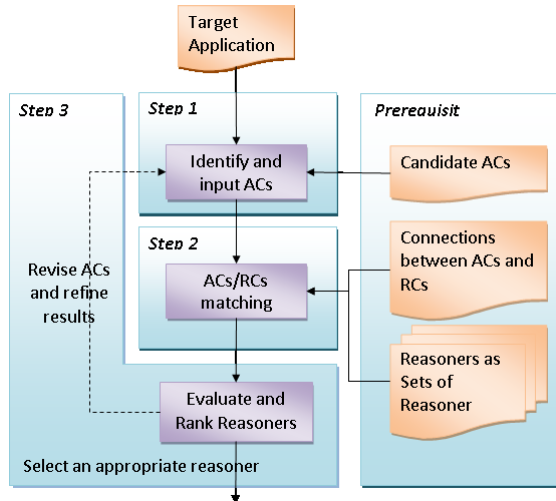 Target
Application
Step 3
Step 1
Prerequisit
Identify and
input ACs
Candidate ACs
Step 2
Connections
between ACs and
RCs
Revise ACs
and refine
results
ACs/RCs
matching
Reasoners as
Sets of
Reasoner
Evaluate and
Rank Reasoners
Select an appropriate reasoner